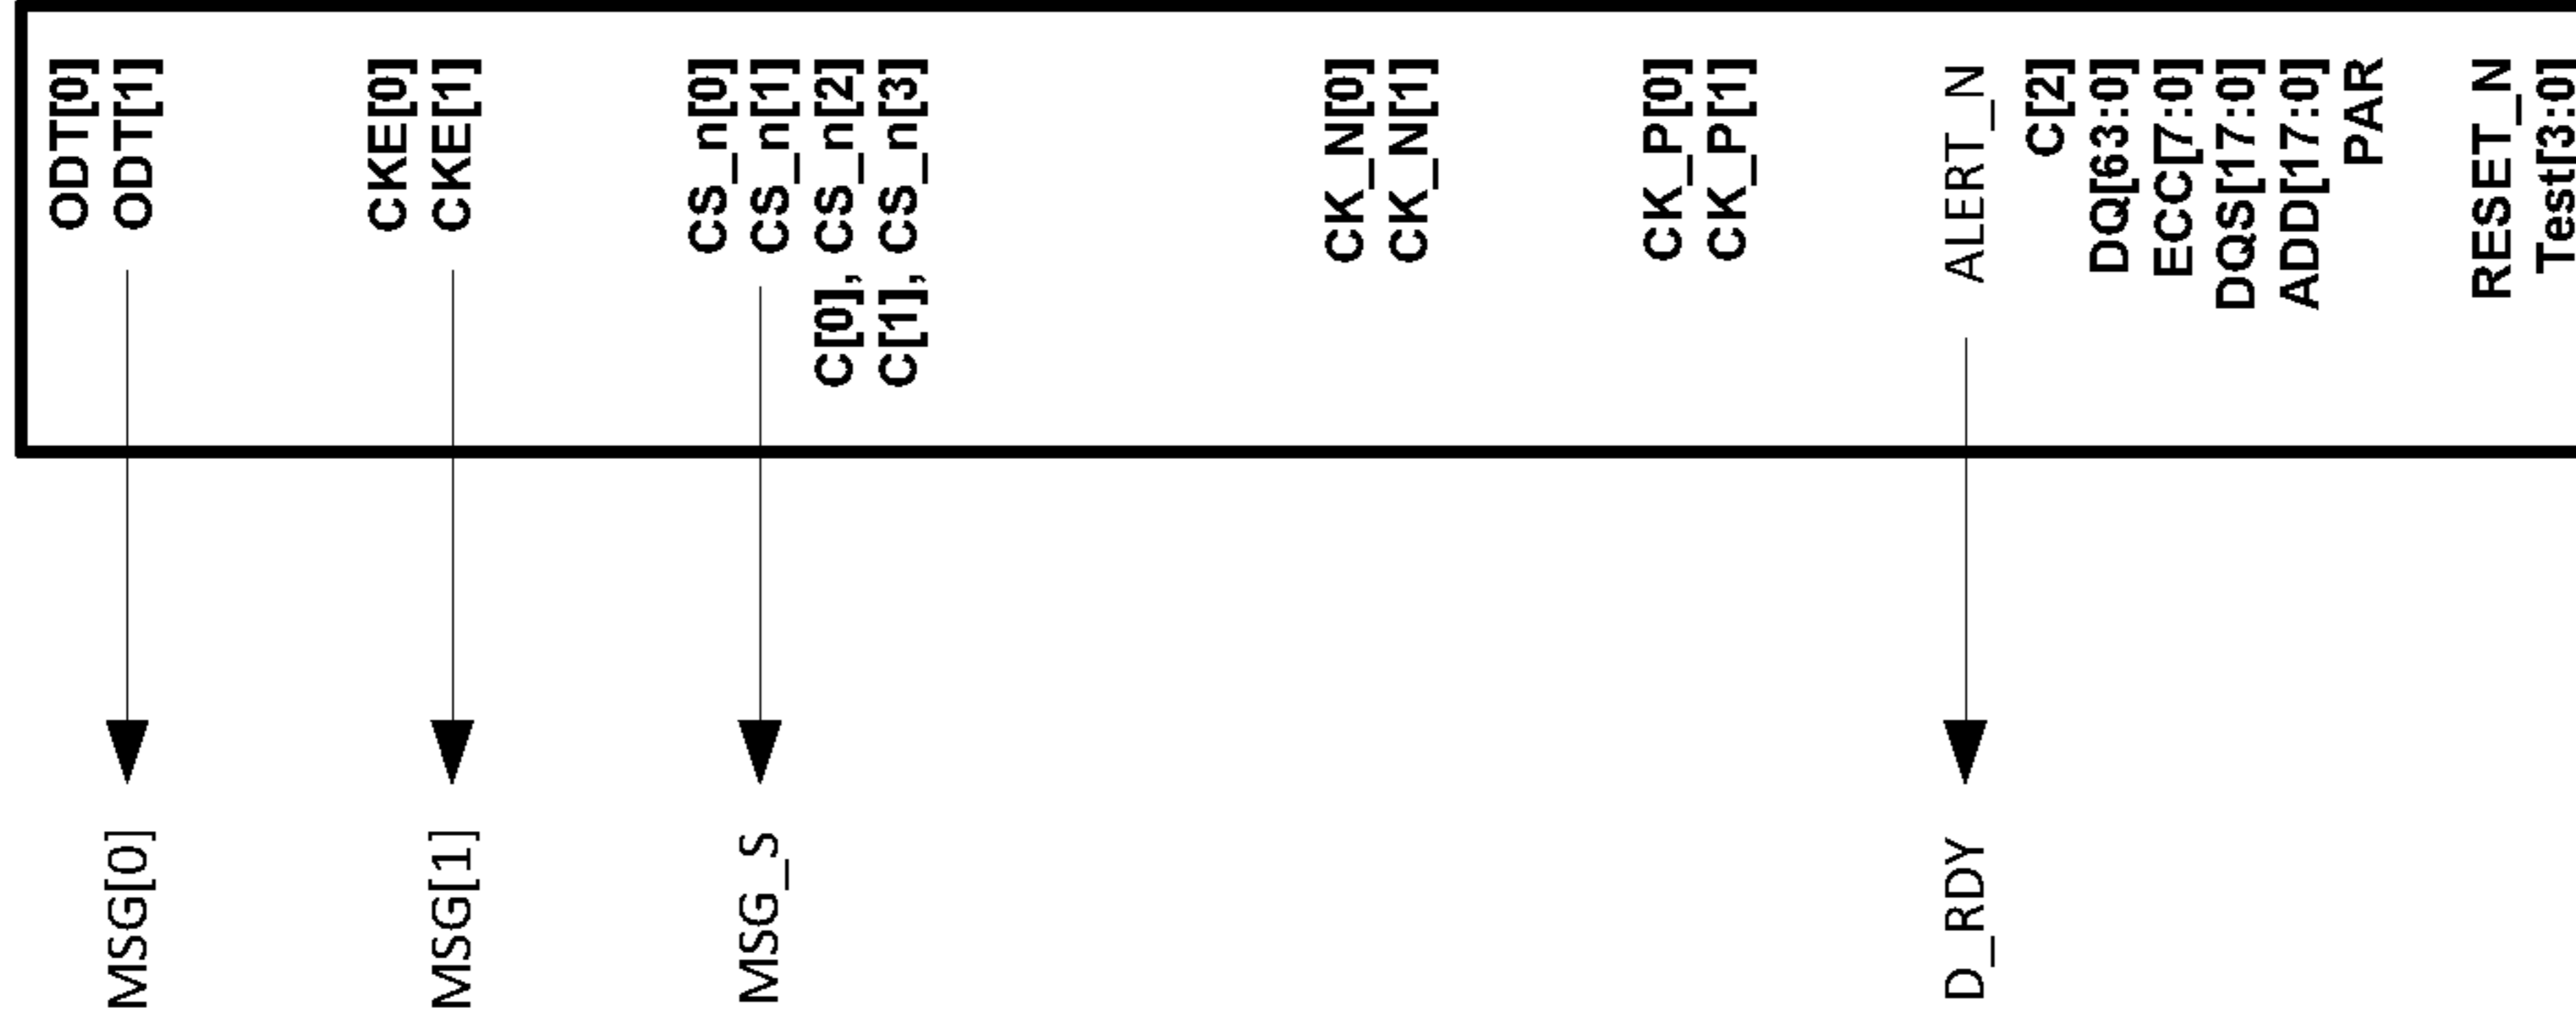 ODT[0]
ODT[1]
CKE[0]
CKE[1]
CS_n[0]
CS_n[1]
C[0], CS_n[2]
C[1], CS_n[3]
CK_N[0]
CK_N[1]
CK_P[0]
CK_P[1]
ALERT_N
C[2]
DQ[63:0]
ECC[7:0]
DQS[17:0]
ADD[17:0]
PAR
RESET_N
Test[3:0]
MSG[0]
MSG[1]
MSG_S
D_RDY